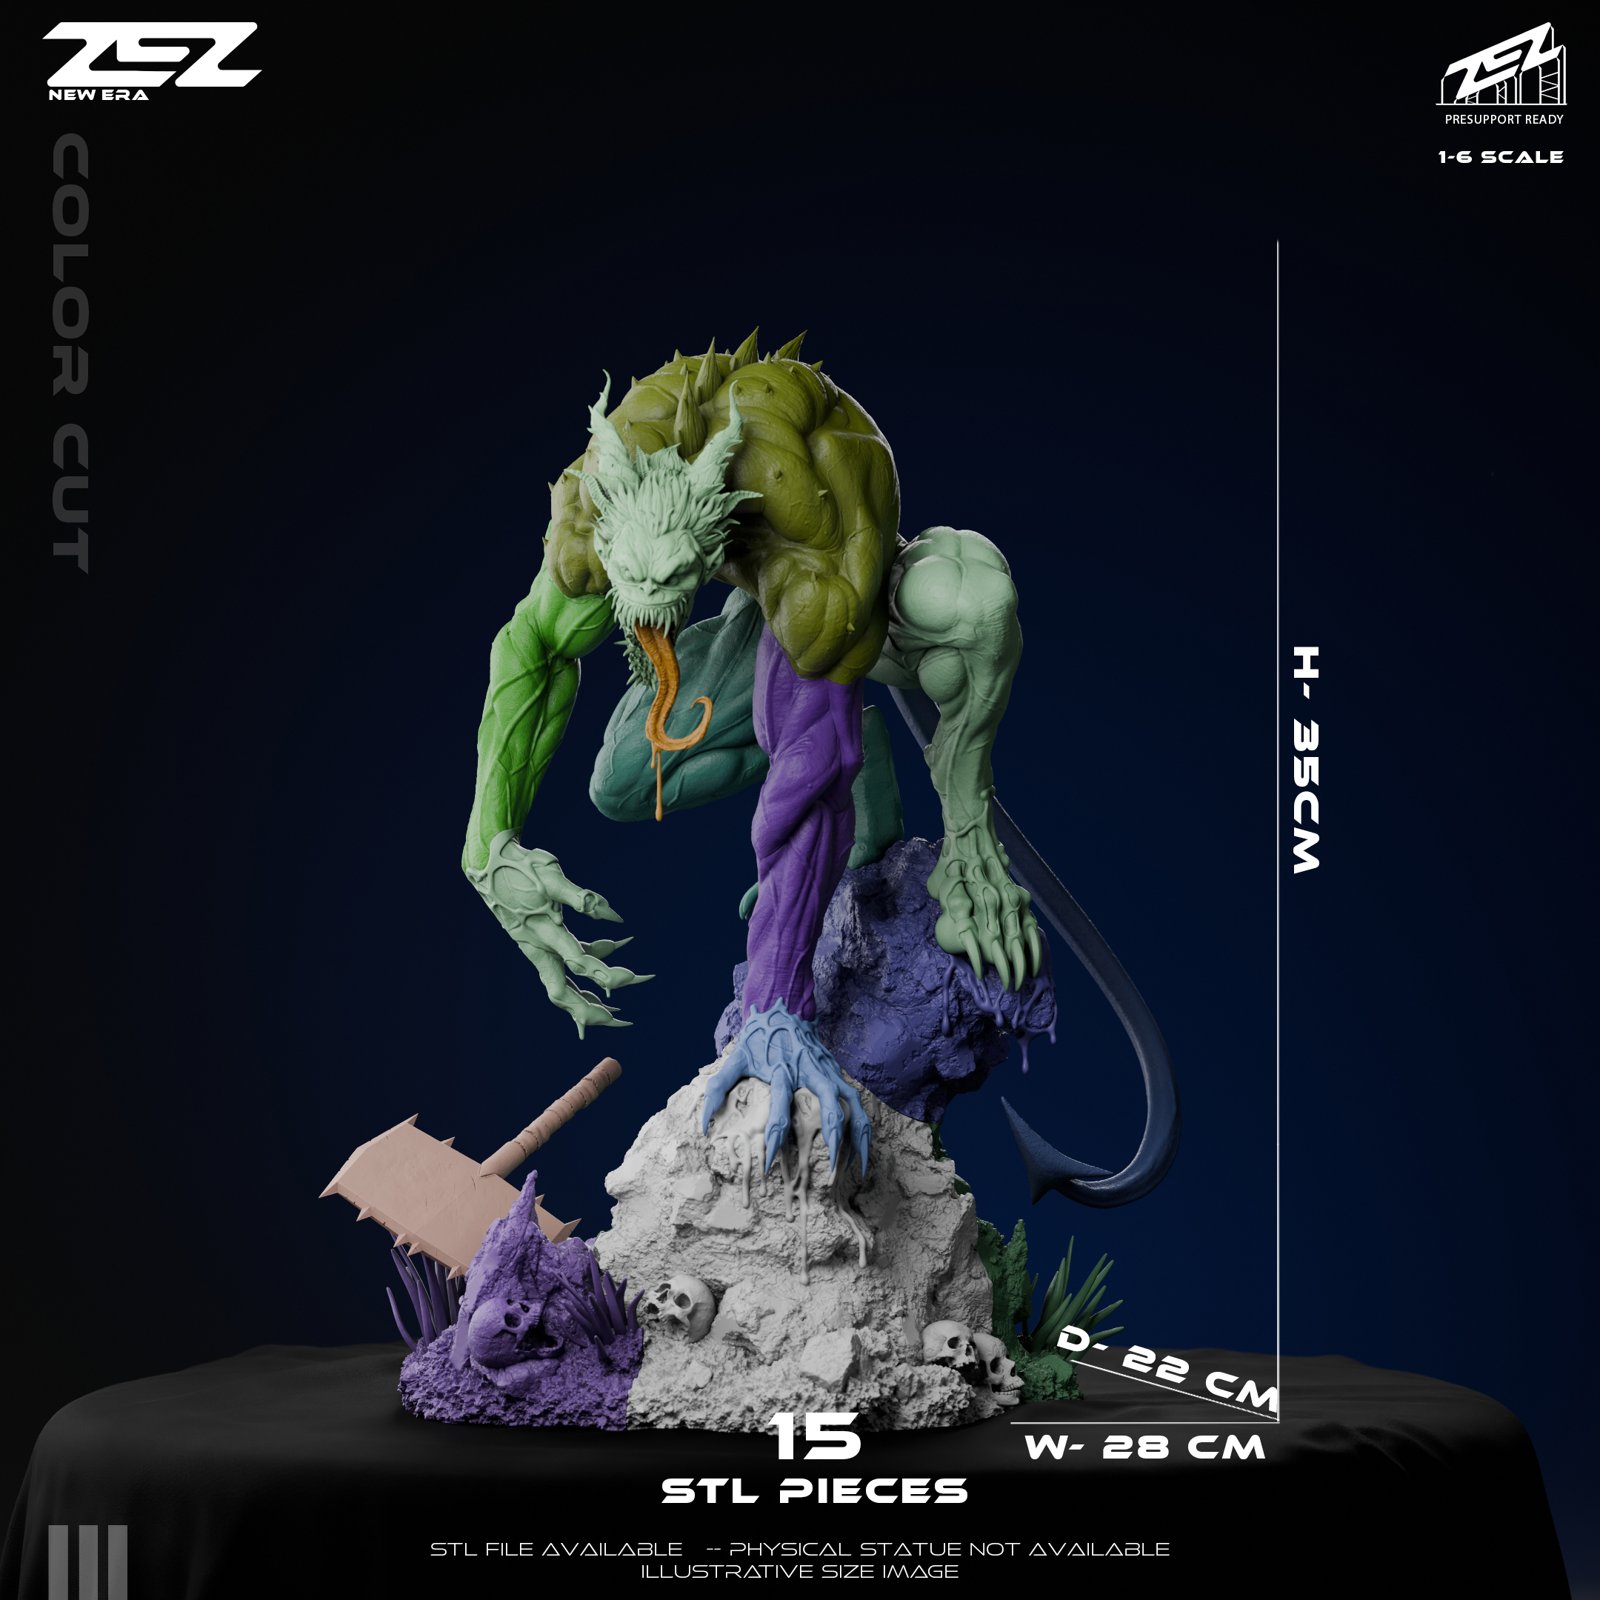 ZSZ
NEW ERA
COLOR CUT
ZSZ
PRESUPPORT READY
1-6 SCALE
H- 35CM
D- 22 CM
W- 28 CM
15
STL PIECES
STL FILE AVAILABLE -- PHYSICAL STATUE NOT AVAILABLE
ILLUSTRATIVE SIZE IMAGE